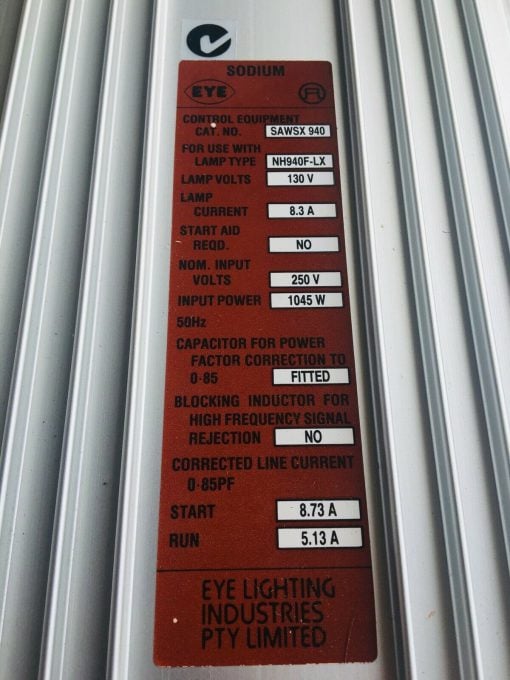 SODIUM
EYE
CONTROL EQUIPMENT
CAT. NO. SAWSX 940
FOR USE WITH
LAMP TYPE NH940F-LX
LAMP VOLTS 130 V
LAMP
CURRENT 8.3 A
START AID
REQD. NO
NOM. INPUT
VOLTS 250 V
INPUT POWER 1045 W
50Hz
CAPACITOR FOR POWER
FACTOR CORRECTION TO
0·85 FITTED
BLOCKING INDUCTOR FOR
HIGH FREQUENCY SIGNAL
REJECTION NO
CORRECTED LINE CURRENT
0·85PF
START 8.73 A
RUN 5.13 A
EYE LIGHTING
INDUSTRIES
PTY LIMITED